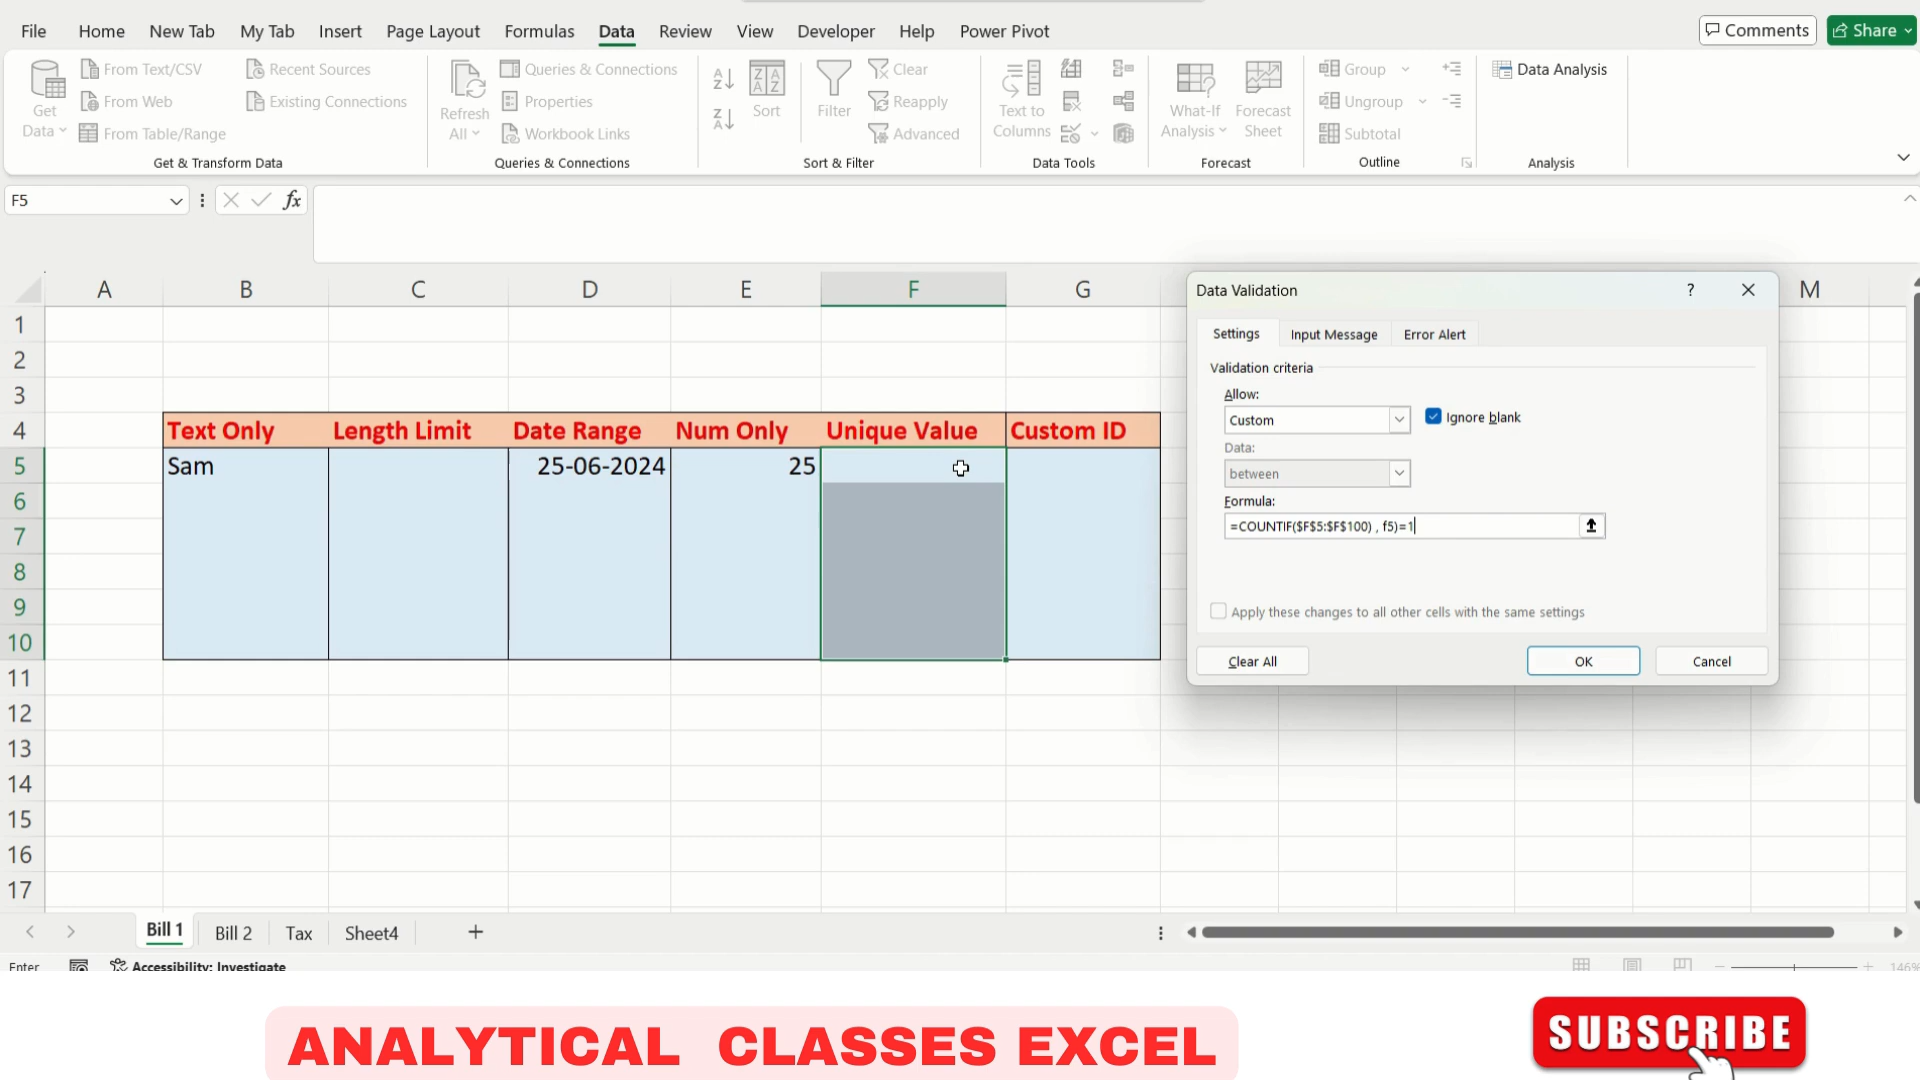 File Home New Tab My Tab Insert Page Layout Formulas Data Review View Developer Help Power Pivot Comments Share
From Text/CSV Recent Sources Queries & Connections Clear Group Data Analysis
Get Data From Web Existing Connections Refresh All Properties Sort Filter Reapply Text to Columns What-If Analysis Forecast Sheet Ungroup
From Table/Range Workbook Links Advanced Subtotal
Get & Transform Data Queries & Connections Sort & Filter Data Tools Forecast Outline Analysis
F5 fx
A B C D E F G M
Data Validation ?
Settings Input Message Error Alert
Validation criteria
Allow:
Custom Ignore blank
Data:
between
Formula:
=COUNTIF($F$5:$F$100) , f5)=1
Apply these changes to all other cells with the same settings
Clear All OK Cancel
1
2
3
4 Text Only Length Limit Date Range Num Only Unique Value Custom ID
5 Sam 25-06-2024 25
6
7
8
9
10
11
12
13
14
15
16
17
Bill 1 Bill 2 Tax Sheet4
Enter Accessibility: Investigate 146%
ANALYTICAL CLASSES EXCEL
SUBSCRIBE